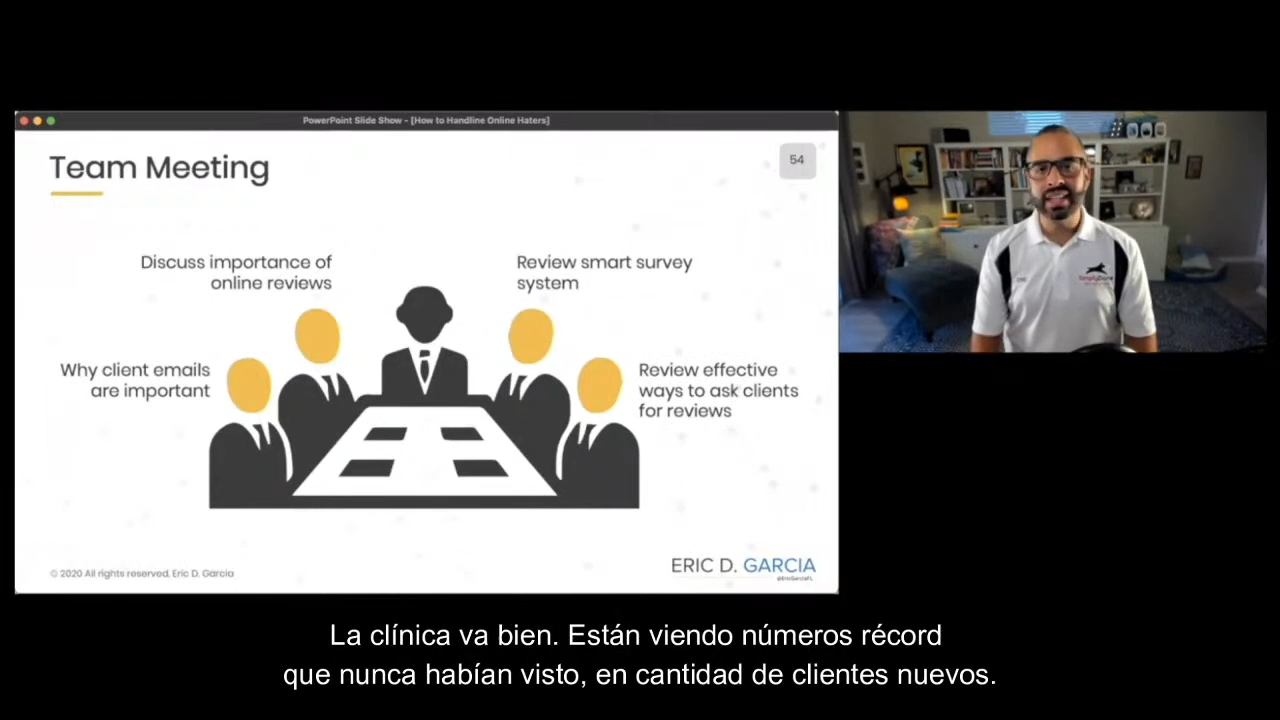 PowerPoint Slide Show - [How to Handline Online Haters]
Team Meeting
54
Discuss importance of
online reviews
Review smart survey
system
Why client emails
are important
Review effective
ways to ask clients
for reviews
© 2020 All rights reserved, Eric D. Garcia
ERIC D. GARCIA
@EricGarciaFL
La clínica va bien. Están viendo números récord
que nunca habían visto, en cantidad de clientes nuevos.